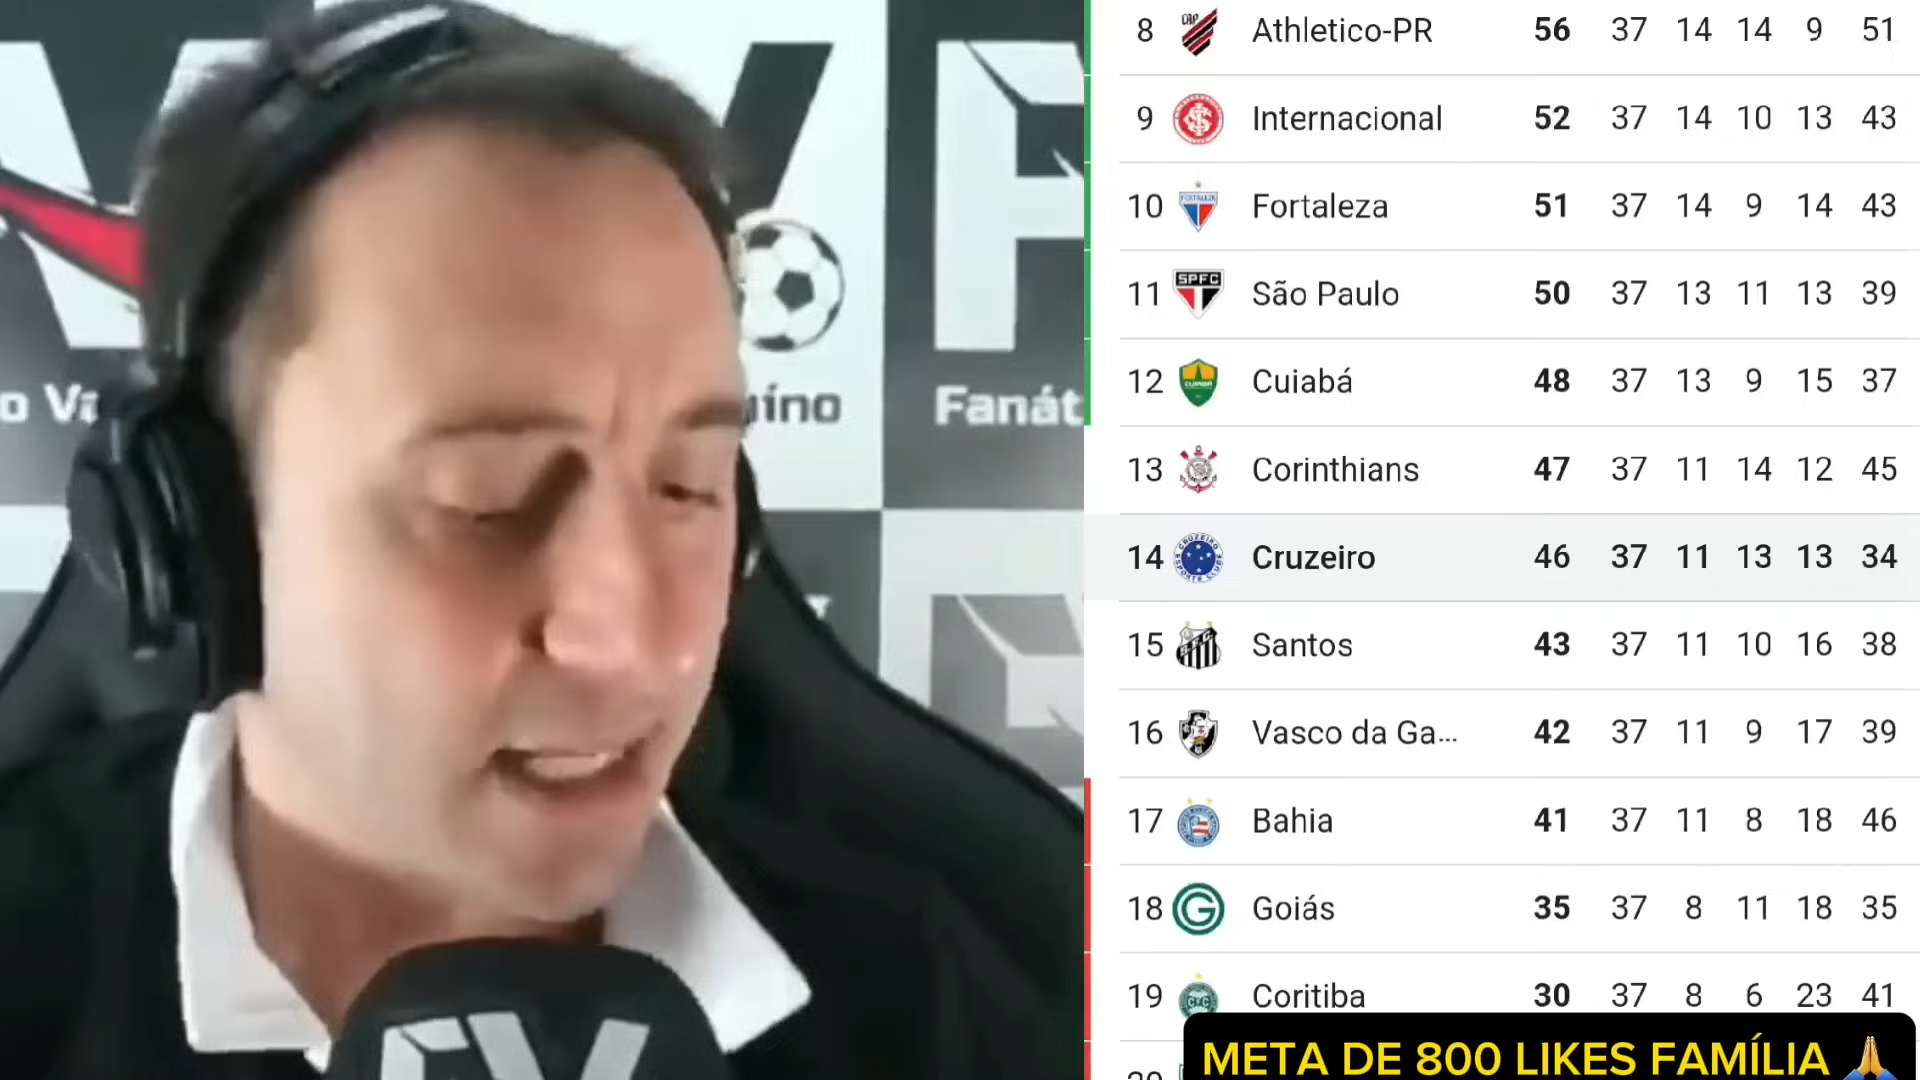 o Va
uíno
Fanát
FV
8 Athletico-PR 56 37 14 14 9 51
9 Internacional 52 37 14 10 13 43
10 Fortaleza 51 37 14 9 14 43
11 São Paulo 50 37 13 11 13 39
12 Cuiabá 48 37 13 9 15 37
13 Corinthians 47 37 11 14 12 45
14 Cruzeiro 46 37 11 13 13 34
15 Santos 43 37 11 10 16 38
16 Vasco da Ga... 42 37 11 9 17 39
17 Bahia 41 37 11 8 18 46
18 Goiás 35 37 8 11 18 35
19 Coritiba 30 37 8 6 23 41
META DE 800 LIKES FAMÍLIA 🙏